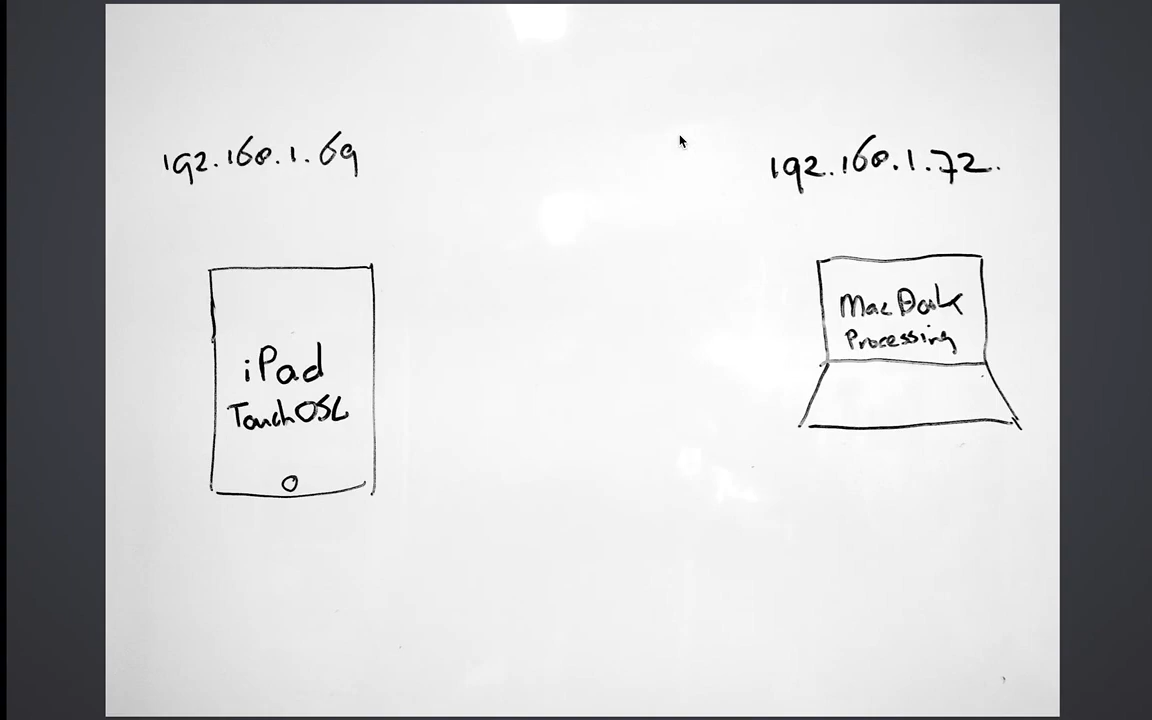 192.168.1.69
192.168.1.72.
iPad
TouchOSC
MacBook
Processing